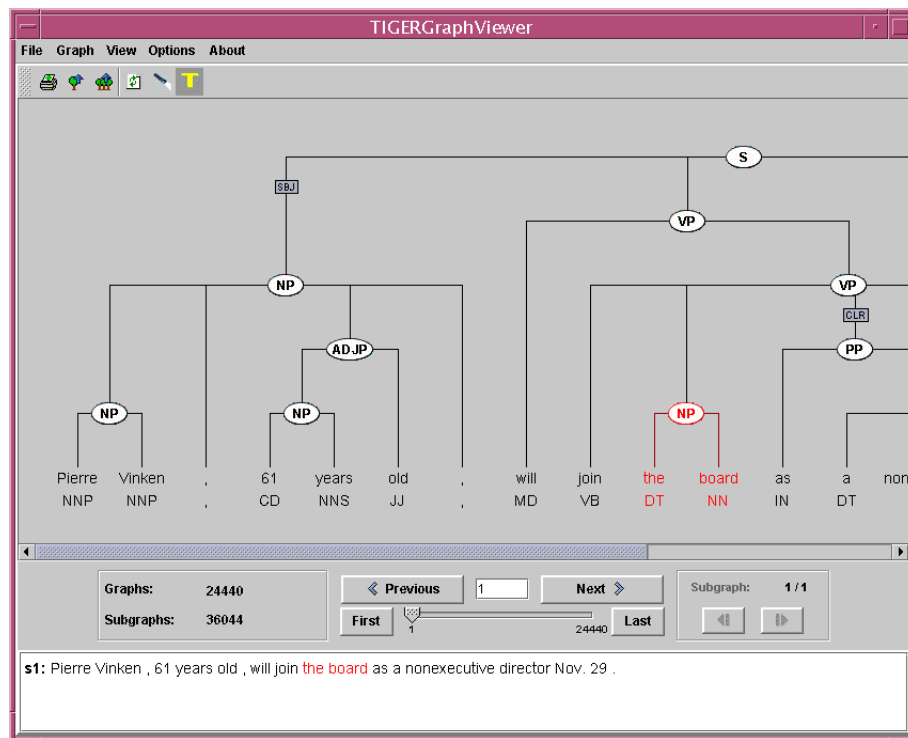 TIGERGraphViewer
File Graph View Options About
T
S
SBJ
VP
NP VP
CLR
ADJP PP
NP NP NP
Pierre Vinken , 61 years old , will join the board as a non
NNP NNP , CD NNS JJ , MD VB DT NN IN DT
Graphs: 24440 Previous 1 Next Subgraph: 1 / 1
Subgraphs: 36044 First 1 24440 Last
s1: Pierre Vinken , 61 years old , will join the board as a nonexecutive director Nov. 29 .